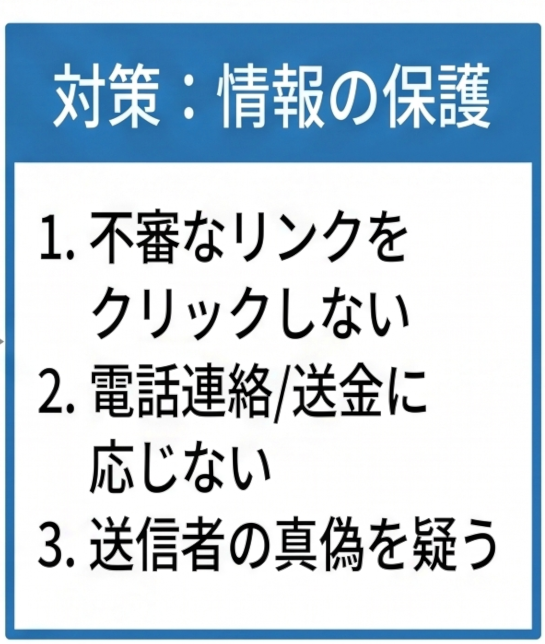 対策：情報の保護
1. 不審なリンクを
クリックしない
2. 電話連絡/送金に
応じない
3. 送信者の真偽を疑う